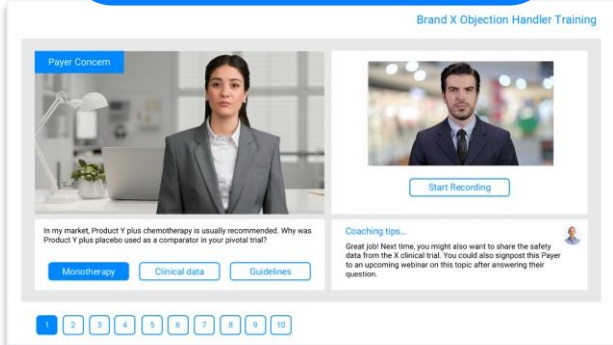 Brand X Objection Handler Training
Payer Concern
In my market, Product Y plus chemotherapy is usually recommended. Why was
Product Y plus placebo used as a comparator in your pivotal trial?
Monotherapy
Clinical data
Guidelines
Start Recording
Coaching tips...
Great job! Next time, you might also want to share the safety
data from the X clinical trial. You could also signpost this Payer
to an upcoming webinar on this topic after answering their
question.
1 2 3 4 5 6 7 8 9 10